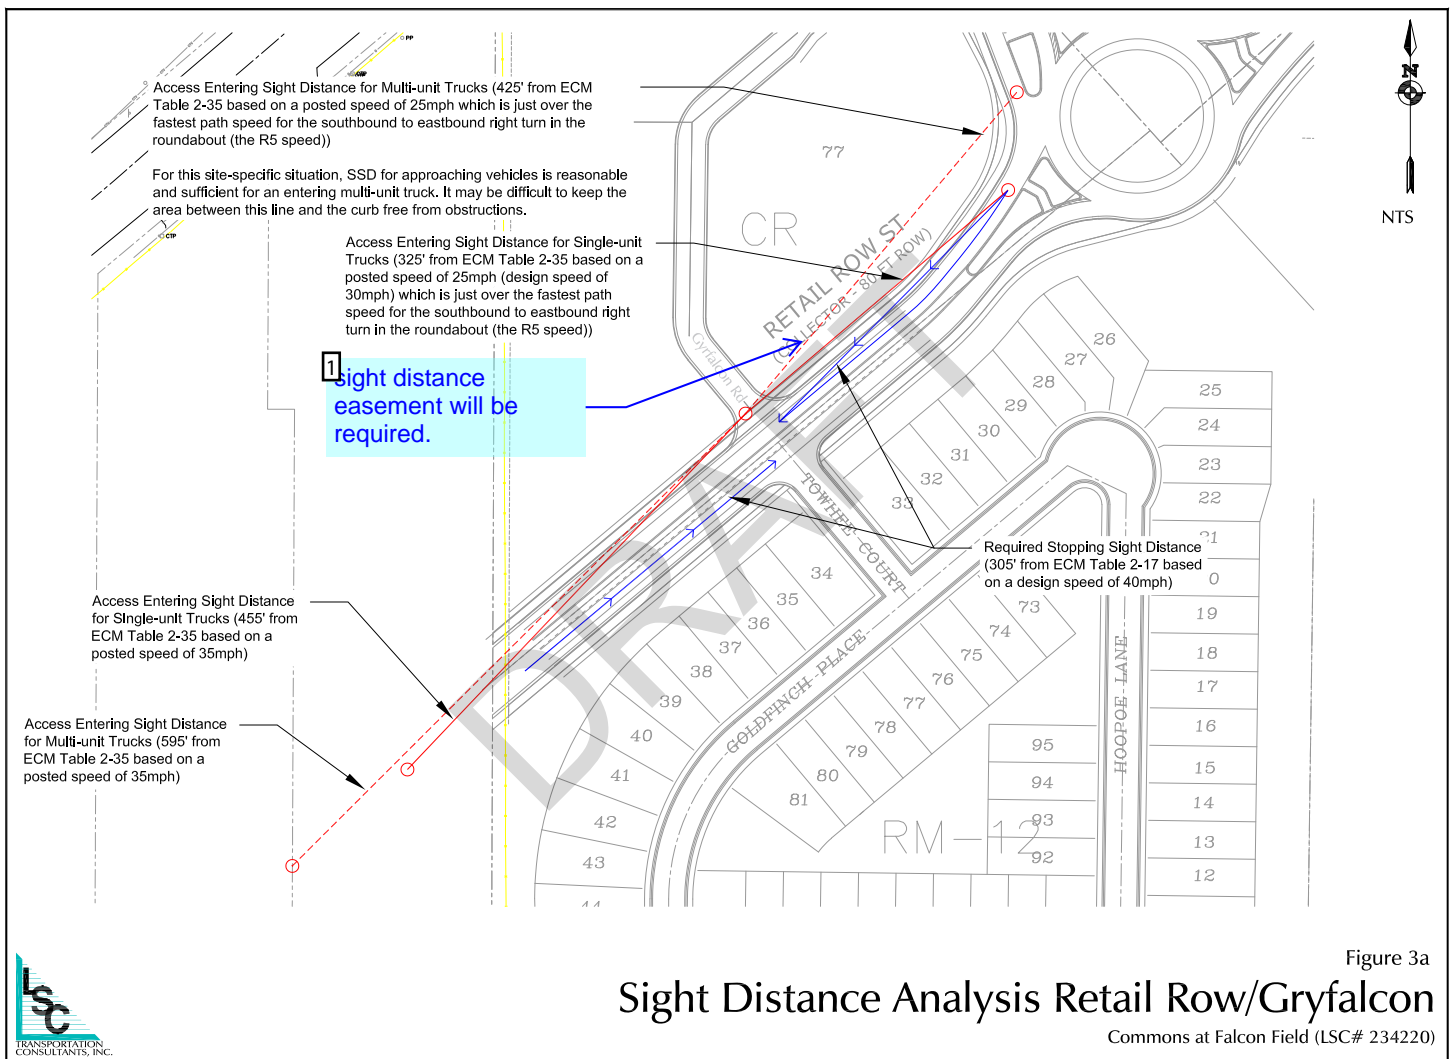 PP
Access Entering Sight Distance for Multi-unit Trucks (425' from ECM
Table 2-35 based on a posted speed of 25mph which is just over the
fastest path speed for the southbound to eastbound right turn in the
roundabout (the R5 speed))
For this site-specific situation, SSD for approaching vehicles is reasonable
and sufficient for an entering multi-unit truck. It may be difficult to keep the
area between this line and the curb free from obstructions.
CTP
Access Entering Sight Distance for Single-unit
Trucks (325' from ECM Table 2-35 based on a
posted speed of 25mph (design speed of
30mph) which is just over the fastest path
speed for the southbound to eastbound right
turn in the roundabout (the R5 speed))
1
sight distance
easement will be
required.
N
NTS
77
CR
RETAIL ROW ST
(COLLECTOR - 80 FT ROW)
Gyrfalcon Rd
DRAFT
TOWHEE COURT
GOLDFINCH PLACE
HOOPOE LANE
RM-12
Required Stopping Sight Distance
(305' from ECM Table 2-17 based
on a design speed of 40mph)
Access Entering Sight Distance
for Single-unit Trucks (455' from
ECM Table 2-35 based on a
posted speed of 35mph)
Access Entering Sight Distance
for Multi-unit Trucks (595' from
ECM Table 2-35 based on a
posted speed of 35mph)
26
27
28
29
30
31
32
33
34
35
36
37
38
39
40
41
42
43
44
25
24
23
22
21
0
19
18
17
16
15
14
13
12
73
74
75
76
77
78
79
80
81
95
94
93
92
Figure 3a
Sight Distance Analysis Retail Row/Gryfalcon
Commons at Falcon Field (LSC# 234220)
LSC
TRANSPORTATION
CONSULTANTS, INC.